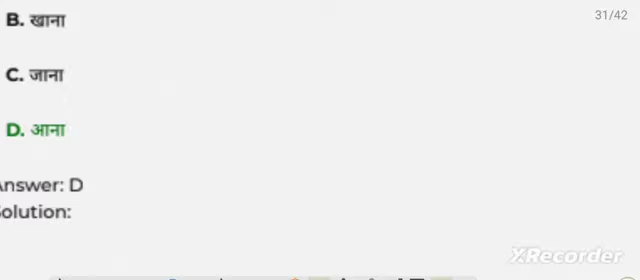 B. खाना
31/42
C. जाना
D. आना
nswer: D
olution:
XRecorder